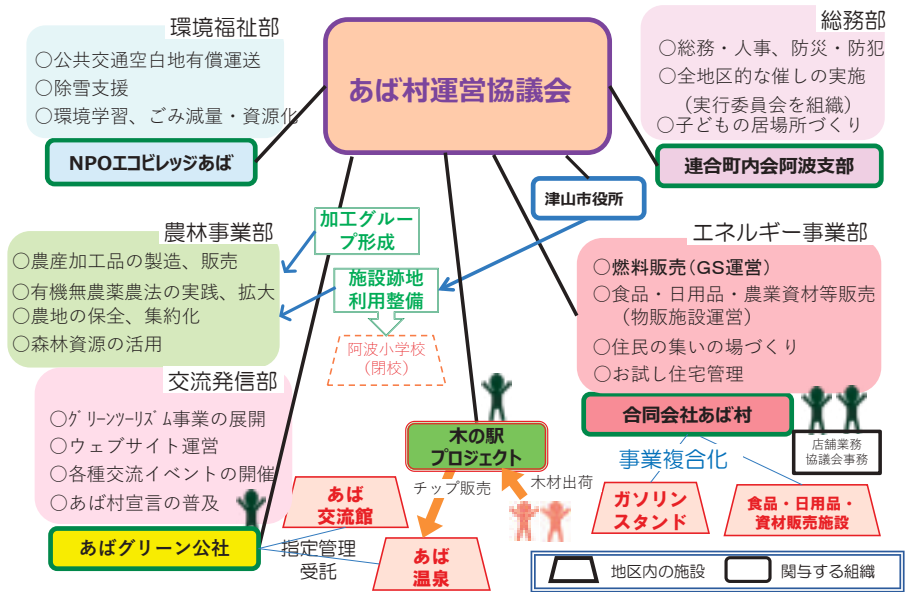 環境福祉部
○公共交通空白地有償運送
○除雪支援
○環境学習、ごみ減量・資源化
NPOエコビレッジあば
あば村運営協議会
総務部
○総務・人事、防災・防犯
○全地区的な催しの実施
（実行委員会を組織）
○子どもの居場所づくり
連合町内会阿波支部
津山市役所
農林事業部
○農産加工品の製造、販売
○有機無農薬農法の実践、拡大
○農地の保全、集約化
○森林資源の活用
加工グルー
プ形成
施設跡地
利用整備
阿波小学校
（閉校）
エネルギー事業部
○燃料販売（GS運営）
○食品・日用品・農業資材等販売
（物販施設運営）
○住民の集いの場づくり
○お試し住宅管理
合同会社あば村
店舗業務
協議会事務
事業複合化
ガソリン
スタンド
食品・日用品・
資材販売施設
交流発信部
○グリーンツーリズム事業の展開
○ウェブサイト運営
○各種交流イベントの開催
○あば村宣言の普及
あばグリーン公社
指定管理
受託
あば
交流館
あば
温泉
木の駅
プロジェクト
チップ販売
木材出荷
地区内の施設
関与する組織